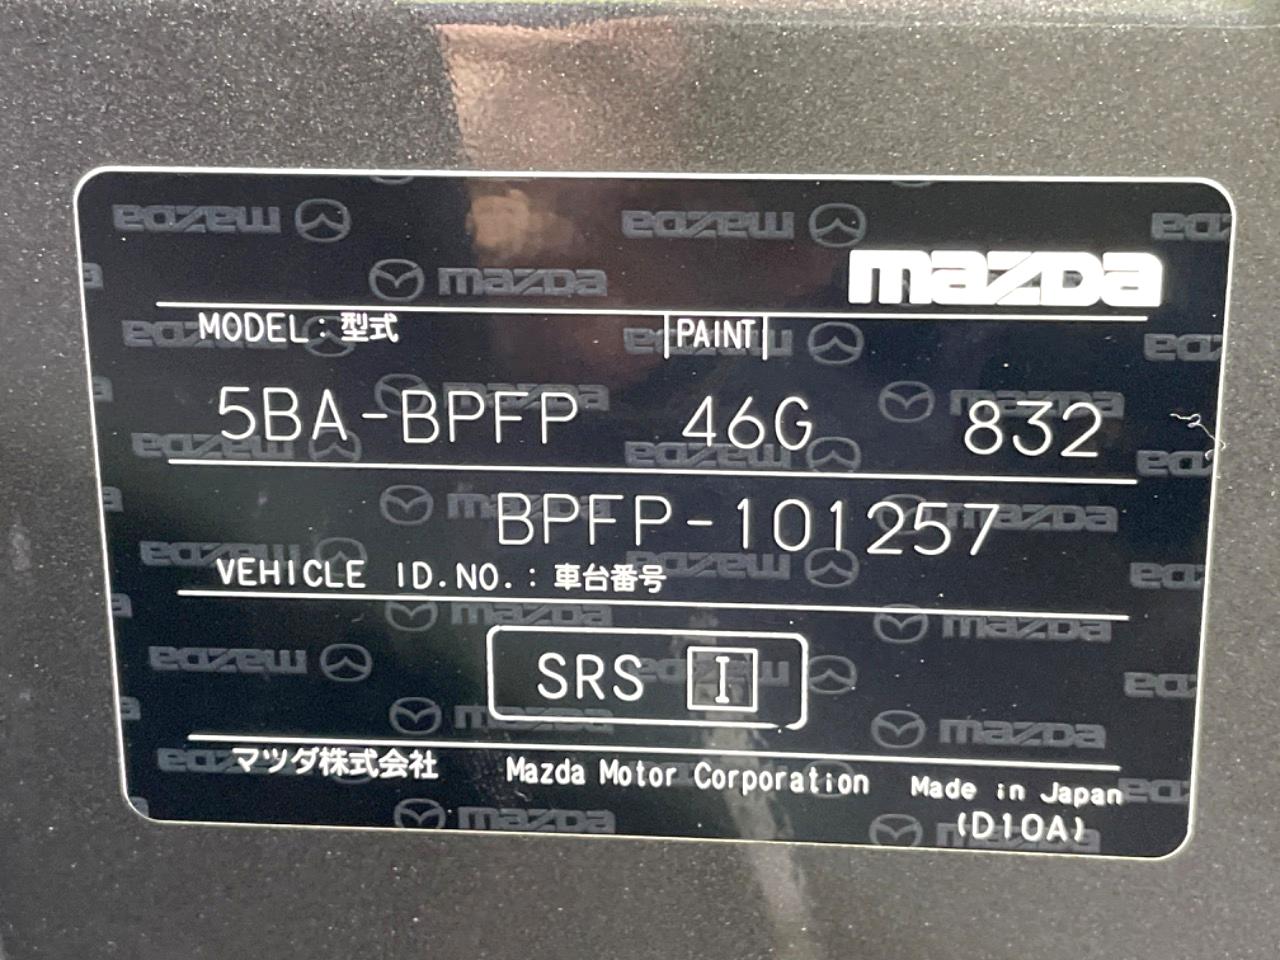 mazda
MODEL : 型式 PAINT
5BA-BPFP 46G 832
BPFP-101257
VEHICLE ID.NO. : 車台番号
SRS I
マツダ株式会社 Mazda Motor Corporation Made in Japan
(D10A)